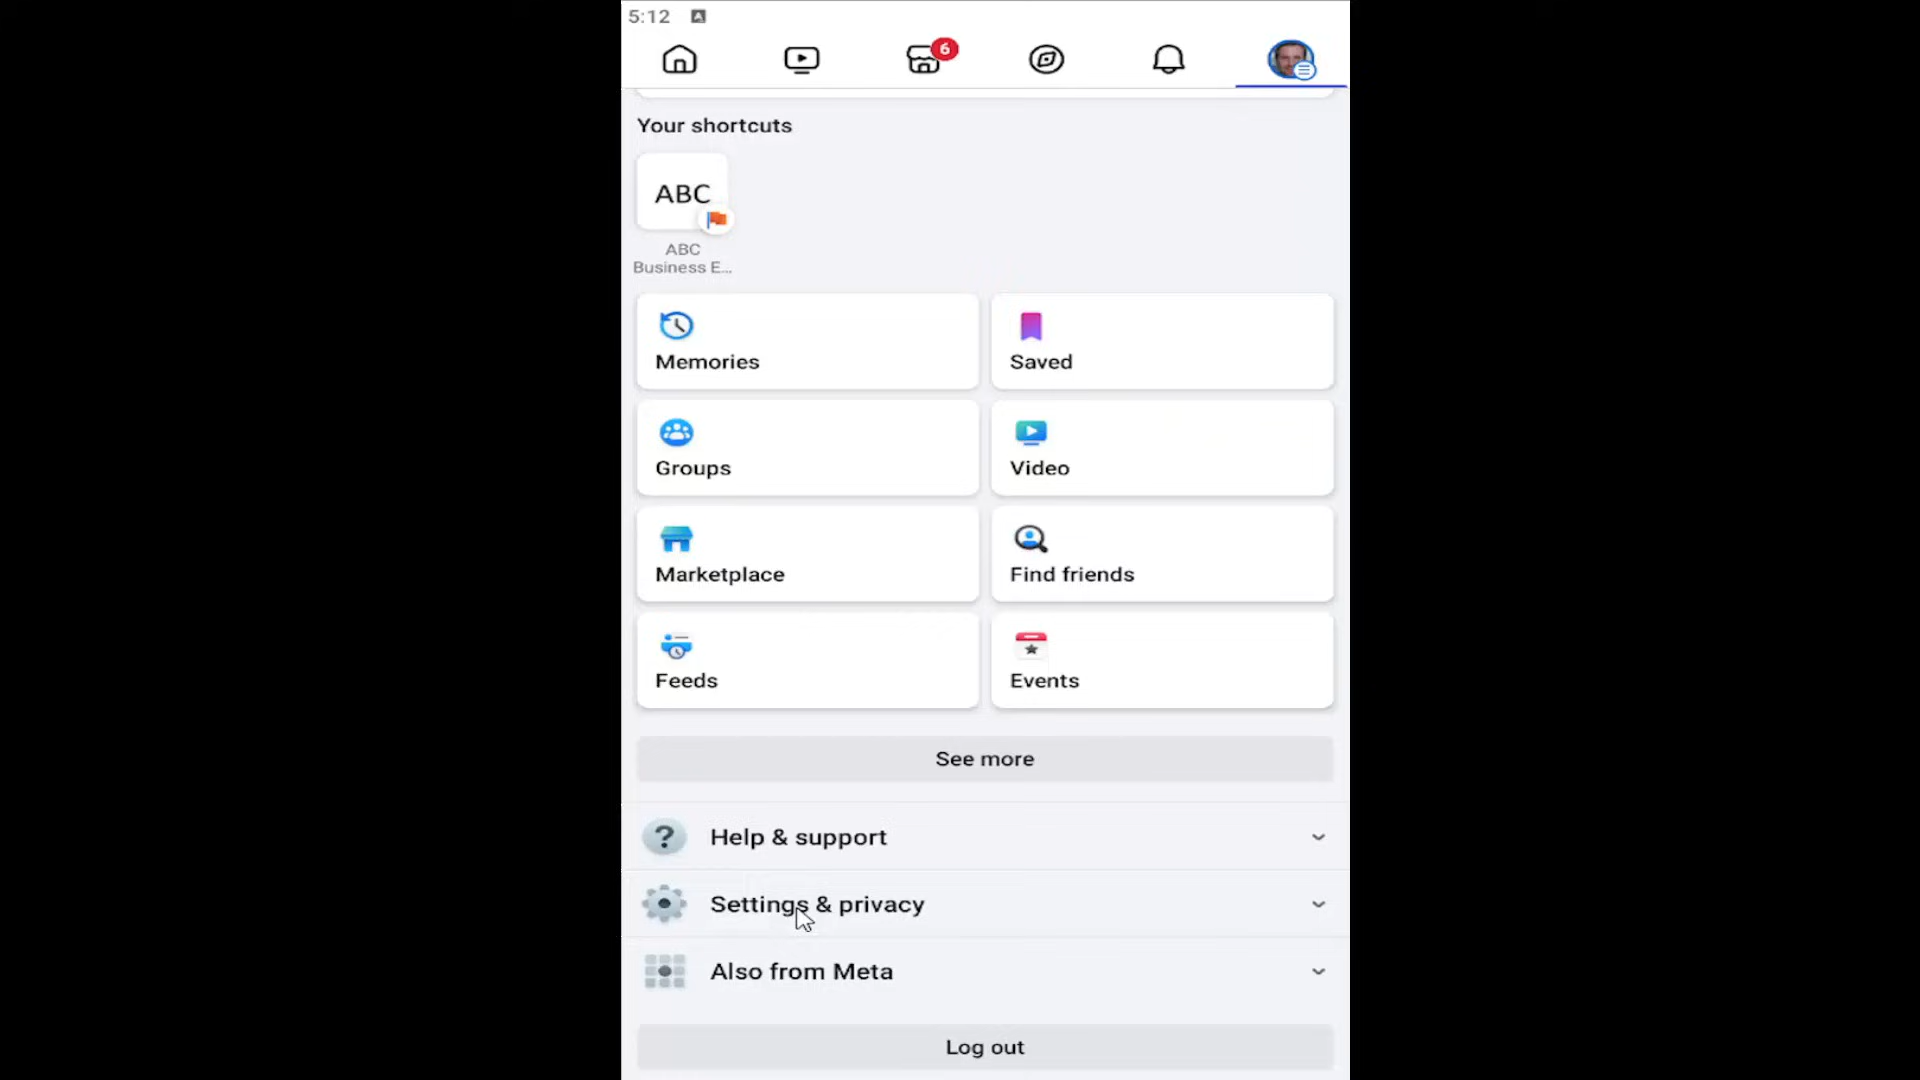 5:12
A
6
Your shortcuts
ABC
ABC
Business E...
Memories
Saved
Groups
Video
Marketplace
Find friends
Feeds
Events
See more
? Help & support
Settings & privacy
Also from Meta
Log out